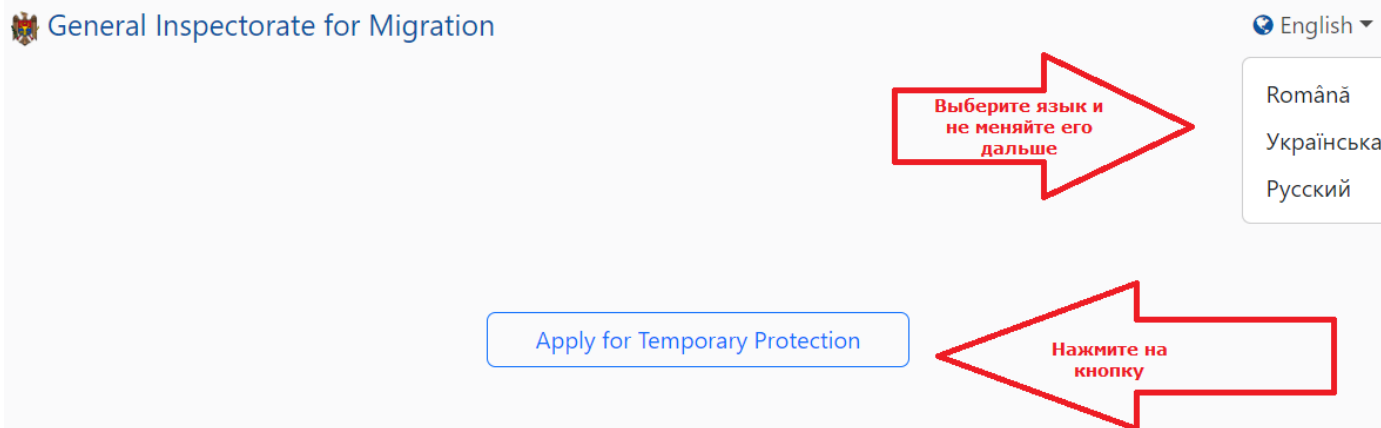 General Inspectorate for Migration
English
Выберите язык и
не меняйте его
дальше
Română
Українська
Русский
Apply for Temporary Protection
Нажмите на
кнопку